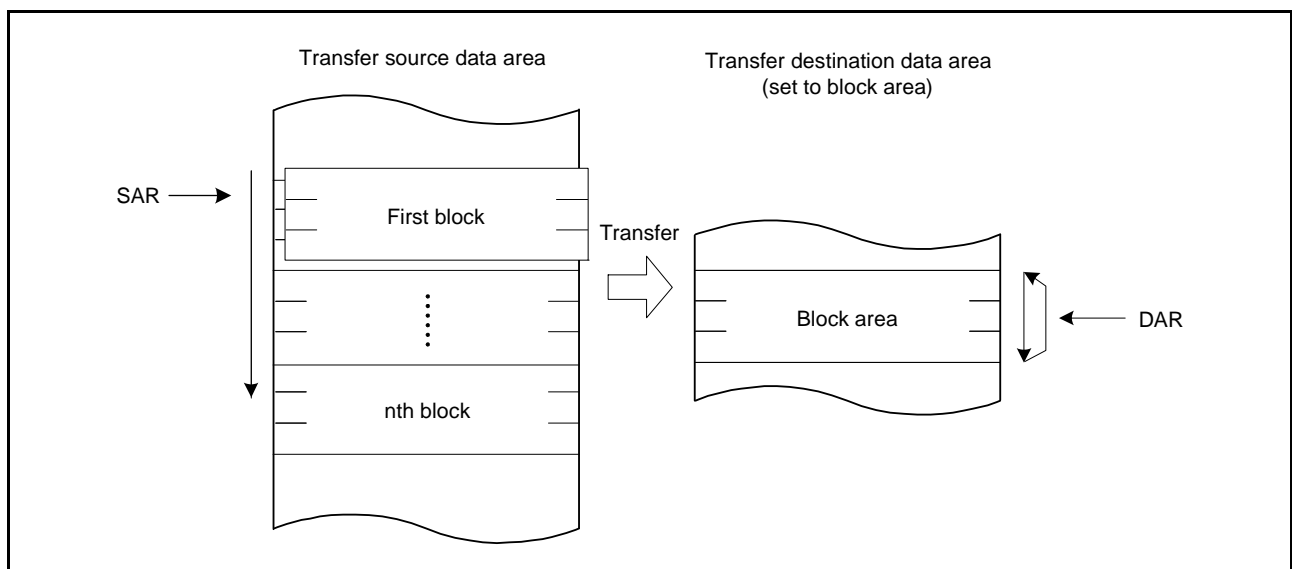 Transfer source data area
Transfer destination data area
(set to block area)
SAR
First block
Transfer
Block area
DAR
nth block